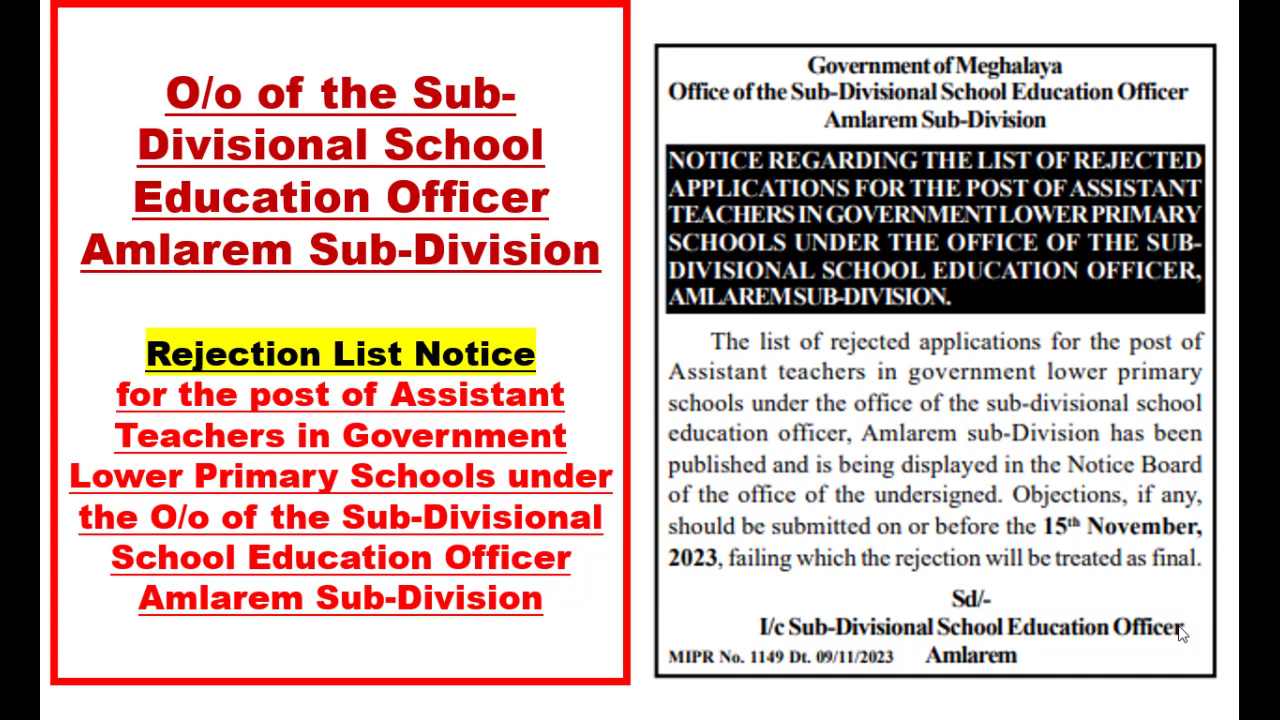 O/o of the Sub-
Divisional School
Education Officer
Amlarem Sub-Division
Rejection List Notice
for the post of Assistant
Teachers in Government
Lower Primary Schools under
the O/o of the Sub-Divisional
School Education Officer
Amlarem Sub-Division
Government of Meghalaya
Office of the Sub-Divisional School Education Officer
Amlarem Sub-Division
NOTICE REGARDING THE LIST OF REJECTED
APPLICATIONS FOR THE POST OF ASSISTANT
TEACHERS IN GOVERNMENT LOWER PRIMARY
SCHOOLS UNDER THE OFFICE OF THE SUB-
DIVISIONAL SCHOOL EDUCATION OFFICER,
AMLAREM SUB-DIVISION.
The list of rejected applications for the post of
Assistant teachers in government lower primary
schools under the office of the sub-divisional school
education officer, Amlarem sub-Division has been
published and is being displayed in the Notice Board
of the office of the undersigned. Objections, if any,
should be submitted on or before the 15th November,
2023, failing which the rejection will be treated as final.
Sd/-
I/c Sub-Divisional School Education Officer
MIPR No. 1149 Dt. 09/11/2023 Amlarem